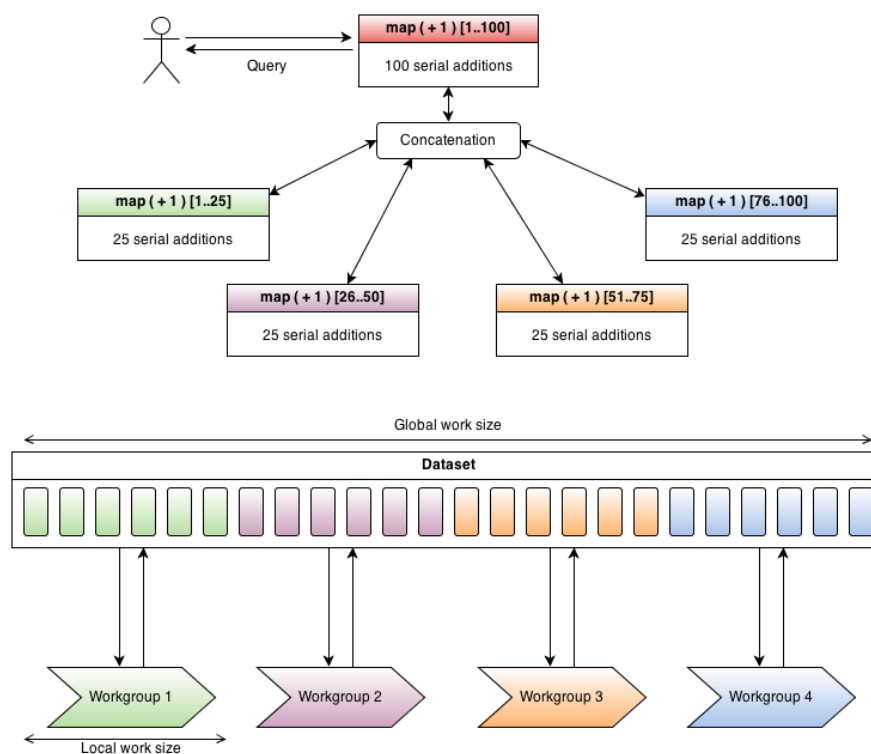 map ( + 1 ) [1..100]
100 serial additions
Query
Concatenation
map ( + 1 ) [1..25]
25 serial additions
map ( + 1 ) [76..100]
25 serial additions
map ( + 1 ) [26..50]
25 serial additions
map ( + 1 ) [51..75]
25 serial additions
Global work size
Dataset
Workgroup 1
Workgroup 2
Workgroup 3
Workgroup 4
Local work size